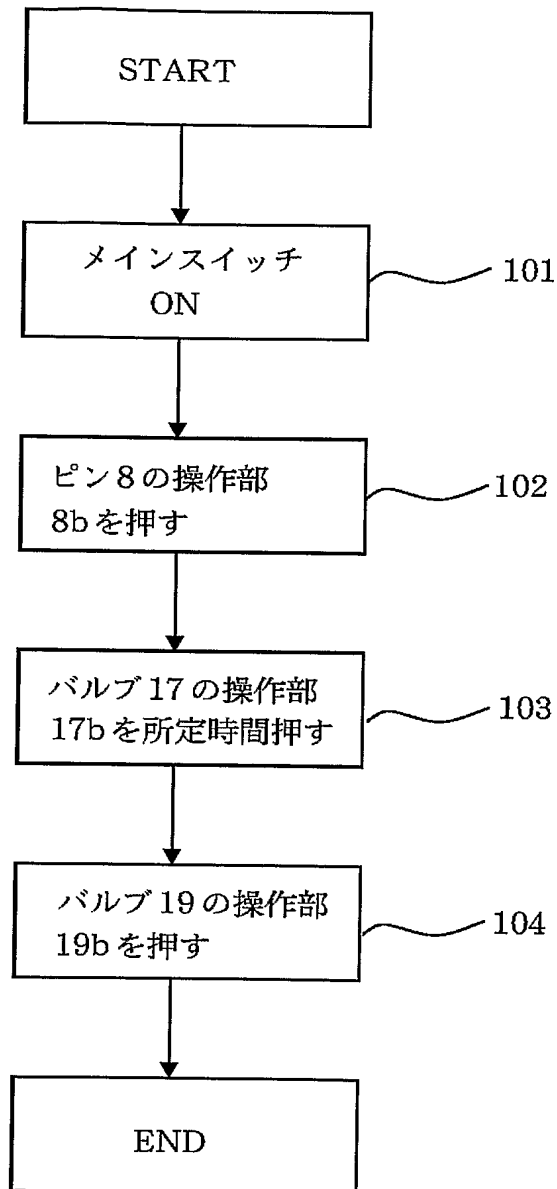 START
メインスイッチ
ON
101
ピン8の操作部
8bを押す
102
バルブ17の操作部
17bを所定時間押す
103
バルブ19の操作部
19bを押す
104
END